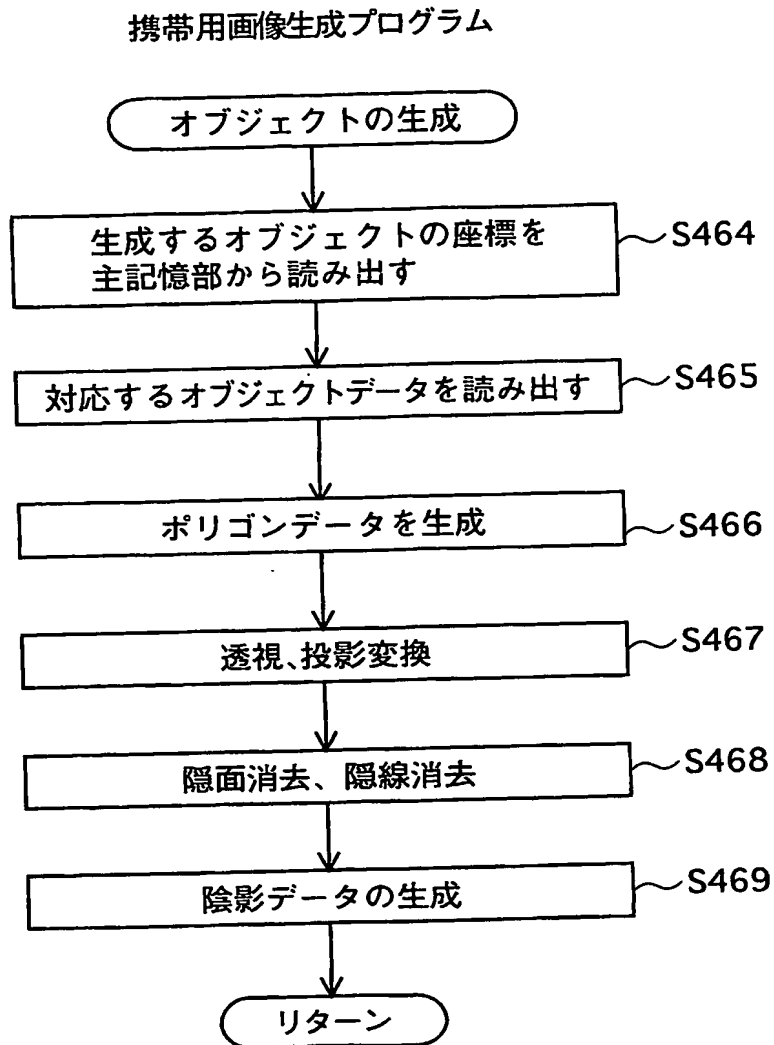 携帯用画像生成プログラム
オブジェクトの生成
生成するオブジェクトの座標を
主記憶部から読み出す
S464
対応するオブジェクトデータを読み出す
S465
ポリゴンデータを生成
S466
透視、投影変換
S467
隠面消去、隠線消去
S468
陰影データの生成
S469
リターン